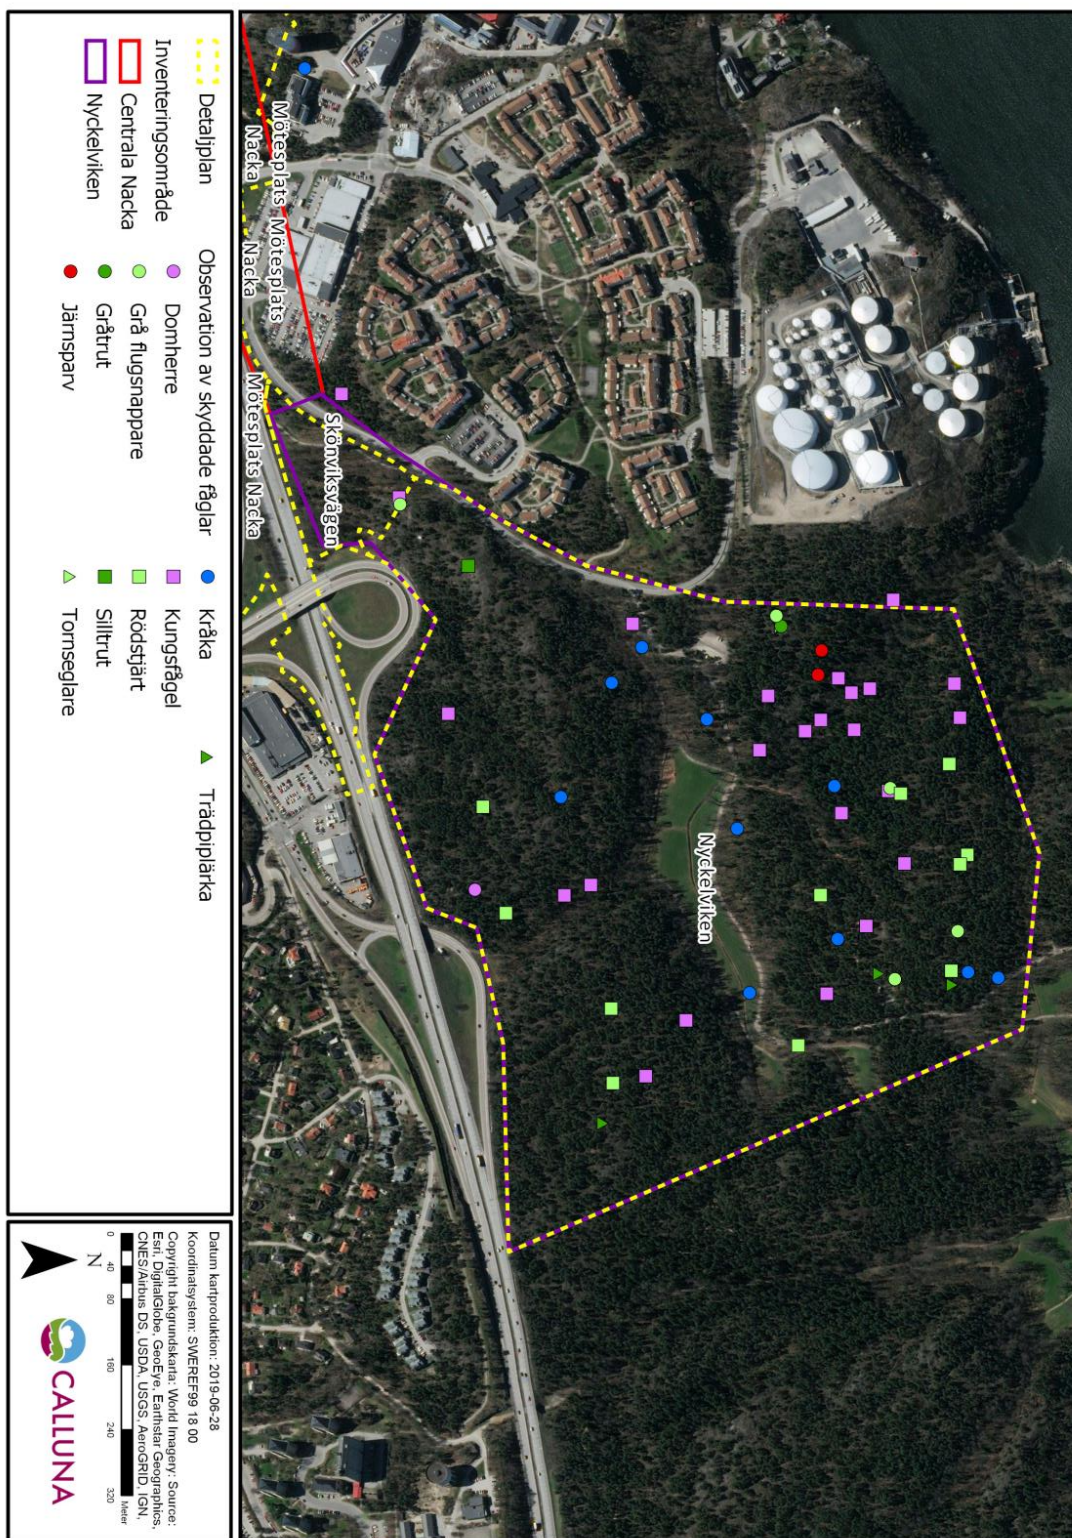 Mötesplats
Nacka
Mötesplats
Nacka
Mötesplats Nacka
Skönviksvägen
Nyckelviken
Detaljplan
Inventeringsområde
Centrala Nacka
Nyckelviken
Observation av skyddade fåglar
Domherre
Grå flugsnappare
Gråtrut
Järnsparv
Kråka
Kungsfågel
Rödstjärt
Silltrut
Tornseglare
Trädpiplärka
Datum kartproduktion: 2019-06-28
Koordinatsystem: SWEREF99 18 00
Copyright bakgrundskarta: World Imagery: Source:
Esri, DigitalGlobe, GeoEye, Earthstar Geographics,
CNES/Airbus DS, USDA, USGS, AeroGRID, IGN,
0 40 80 160 240 320
Meter
N
CALLUNA